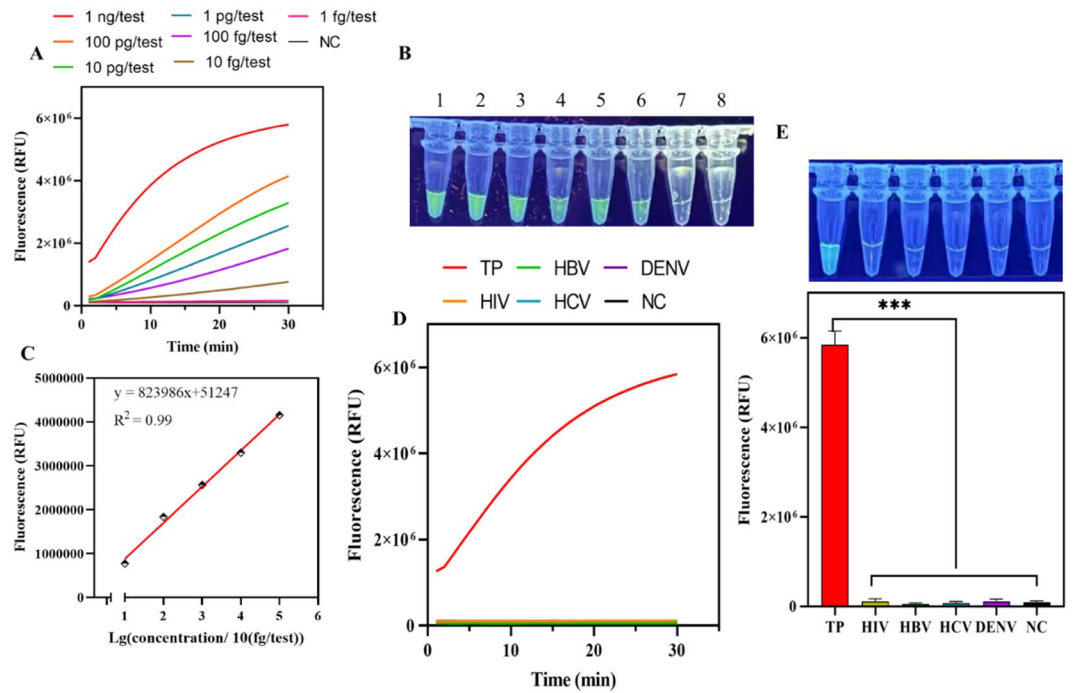 1 ng/test 1 pg/test 1 fg/test
100 pg/test 100 fg/test NC
10 pg/test 10 fg/test
A
Fluorescence (RFU)
6×10⁶
4×10⁶
2×10⁶
0
0 10 20 30
Time (min)
B
1 2 3 4 5 6 7 8
C
y = 823986x+51247
R² = 0.99
Fluorescence (RFU)
5000000
4000000
3000000
2000000
1000000
0
1 2 3 4 5 6
Lg(concentration/ 10(fg/test))
TP HBV DENV
HIV HCV NC
D
Fluorescence (RFU)
6×10⁶
4×10⁶
2×10⁶
0
0 10 20 30
Time (min)
E
***
Fluorescence (RFU)
6×10⁶
4×10⁶
2×10⁶
0
TP HIV HBV HCV DENV NC